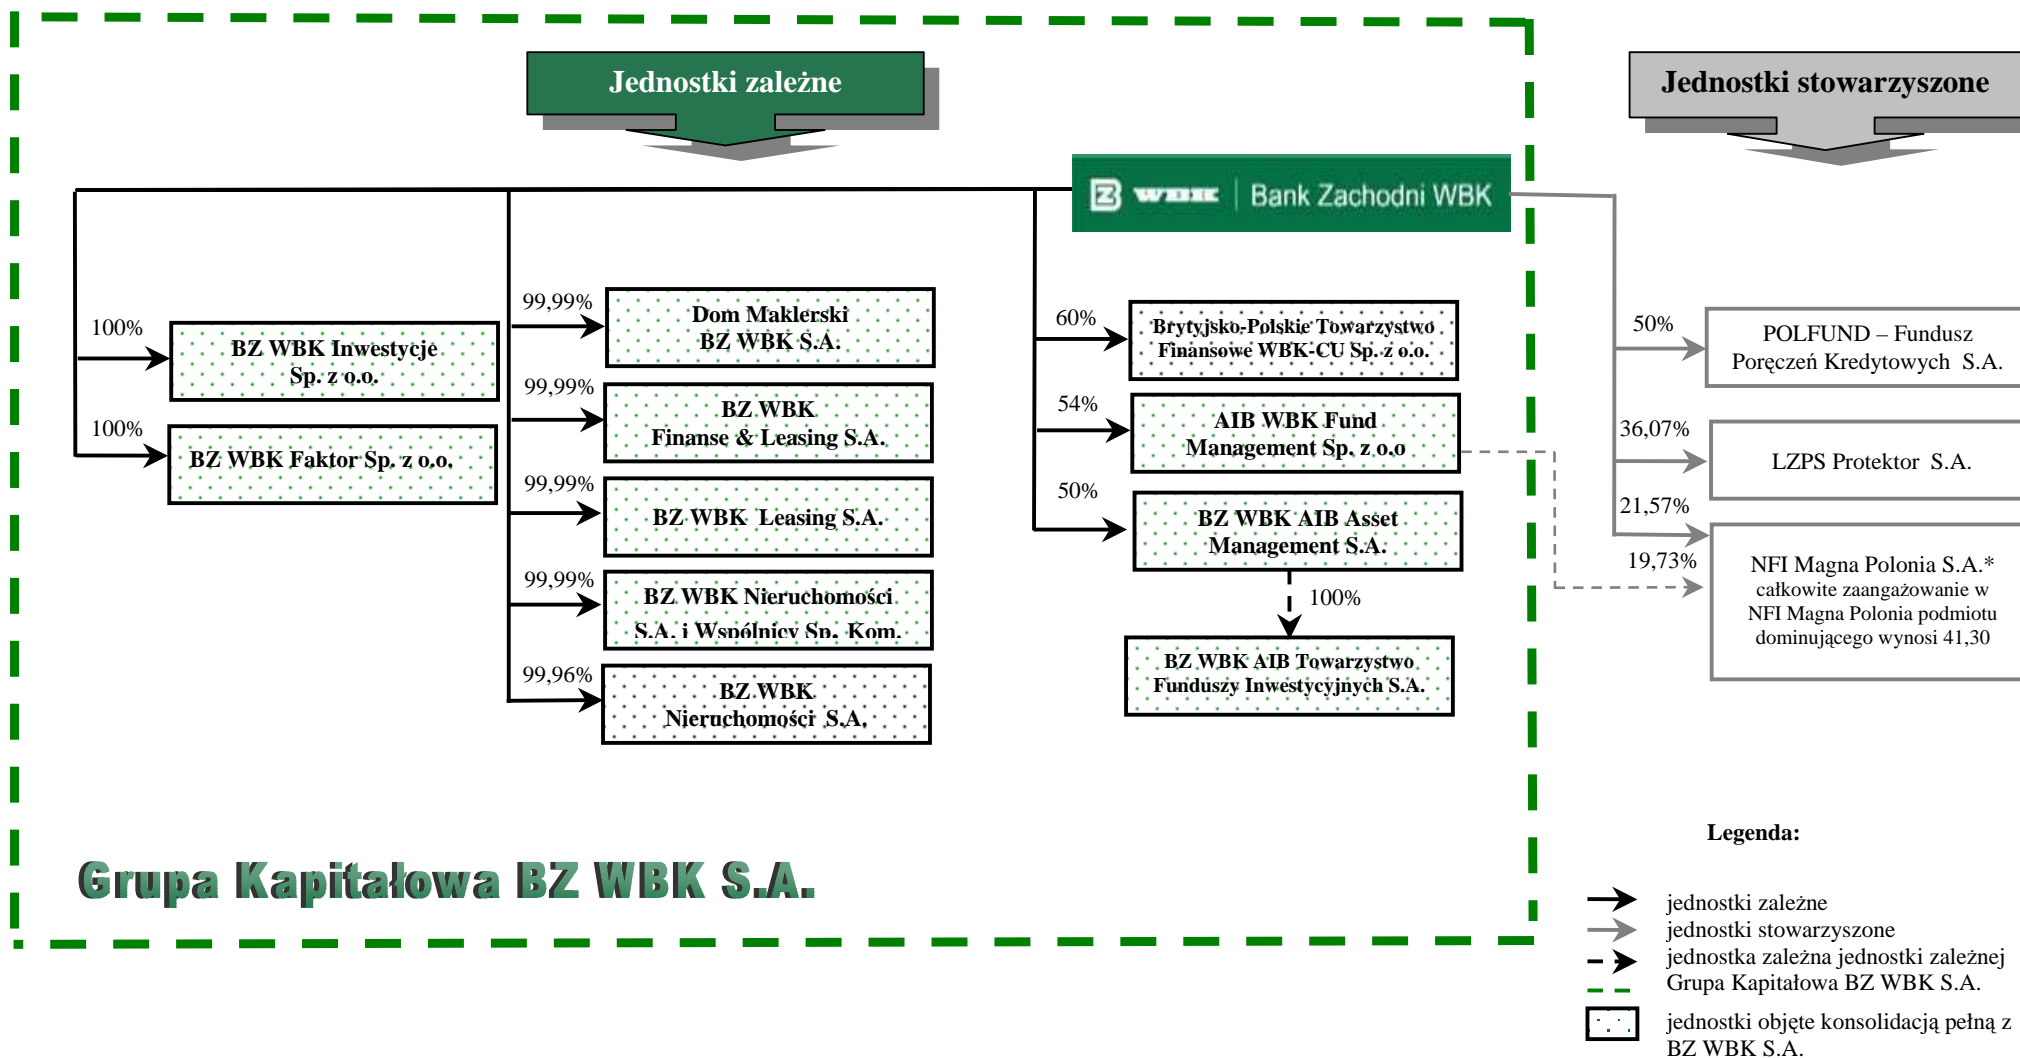 Jednostki zależne
Jednostki stowarzyszone
Z WBK Bank Zachodni WBK
100%
BZ WBK Inwestycje
Sp. z o.o.
100%
BZ WBK Faktor Sp. z o.o.
99,99%
Dom Maklerski
BZ WBK S.A.
99,99%
BZ WBK
Finanse & Leasing S.A.
99,99%
BZ WBK Leasing S.A.
99,99%
BZ WBK Nieruchomości
S.A. i Wspólnicy Sp. Kom.
99,96%
BZ WBK
Nieruchomości S.A.
60%
Brytyjsko-Polskie Towarzystwo
Finansowe WBK-CU Sp. z o.o.
54%
AIB WBK Fund
Management Sp. z o.o
50%
BZ WBK AIB Asset
Management S.A.
100%
BZ WBK AIB Towarzystwo
Funduszy Inwestycyjnych S.A.
50%
POLFUND – Fundusz
Poręczeń Kredytowych S.A.
36,07%
LZPS Protektor S.A.
21,57%
19,73%
NFI Magna Polonia S.A.*
całkowite zaangażowanie w
NFI Magna Polonia podmiotu
dominującego wynosi 41,30
Grupa Kapitałowa BZ WBK S.A.
Legenda:
jednostki zależne
jednostki stowarzyszone
jednostka zależna jednostki zależnej
Grupa Kapitałowa BZ WBK S.A.
jednostki objęte konsolidacją pełną z
BZ WBK S.A.